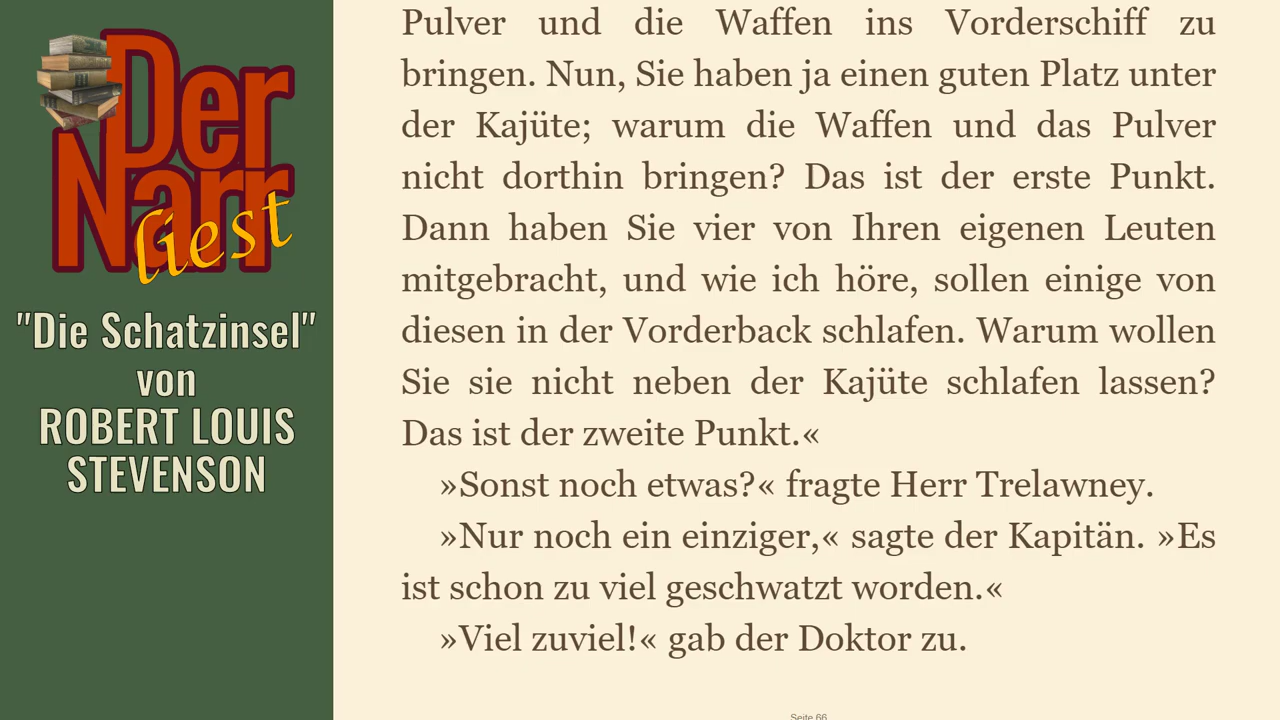 Der
Narr
liest
"Die Schatzinsel"
von
ROBERT LOUIS
STEVENSON
Pulver und die Waffen ins Vorderschiff zu
bringen. Nun, Sie haben ja einen guten Platz unter
der Kajüte; warum die Waffen und das Pulver
nicht dorthin bringen? Das ist der erste Punkt.
Dann haben Sie vier von Ihren eigenen Leuten
mitgebracht, und wie ich höre, sollen einige von
diesen in der Vorderback schlafen. Warum wollen
Sie sie nicht neben der Kajüte schlafen lassen?
Das ist der zweite Punkt.«
»Sonst noch etwas?« fragte Herr Trelawney.
»Nur noch ein einziger,« sagte der Kapitän. »Es
ist schon zu viel geschwatzt worden.«
»Viel zuviel!« gab der Doktor zu.
Seite 66